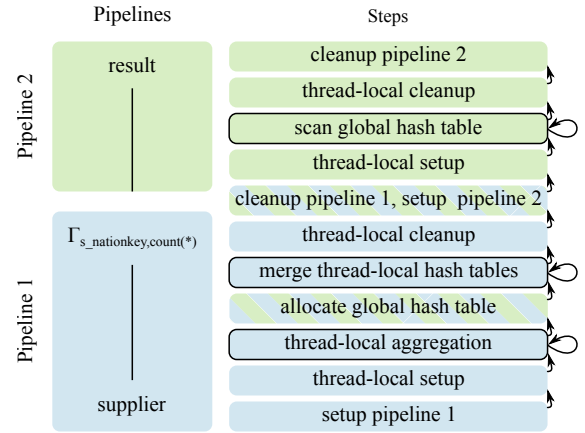 Pipelines
Steps
Pipeline 2
result
cleanup pipeline 2
thread-local cleanup
scan global hash table
thread-local setup
cleanup pipeline 1, setup pipeline 2
Pipeline 1
Γs_nationkey,count(*)
supplier
thread-local cleanup
merge thread-local hash tables
allocate global hash table
thread-local aggregation
thread-local setup
setup pipeline 1